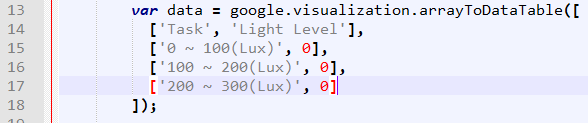 13 var data = google.visualization.arrayToDataTable([
14 ['Task', 'Light Level'],
15 ['0 ~ 100(Lux)', 0],
16 ['100 ~ 200(Lux)', 0],
17 ['200 ~ 300(Lux)', 0]
18 ]);